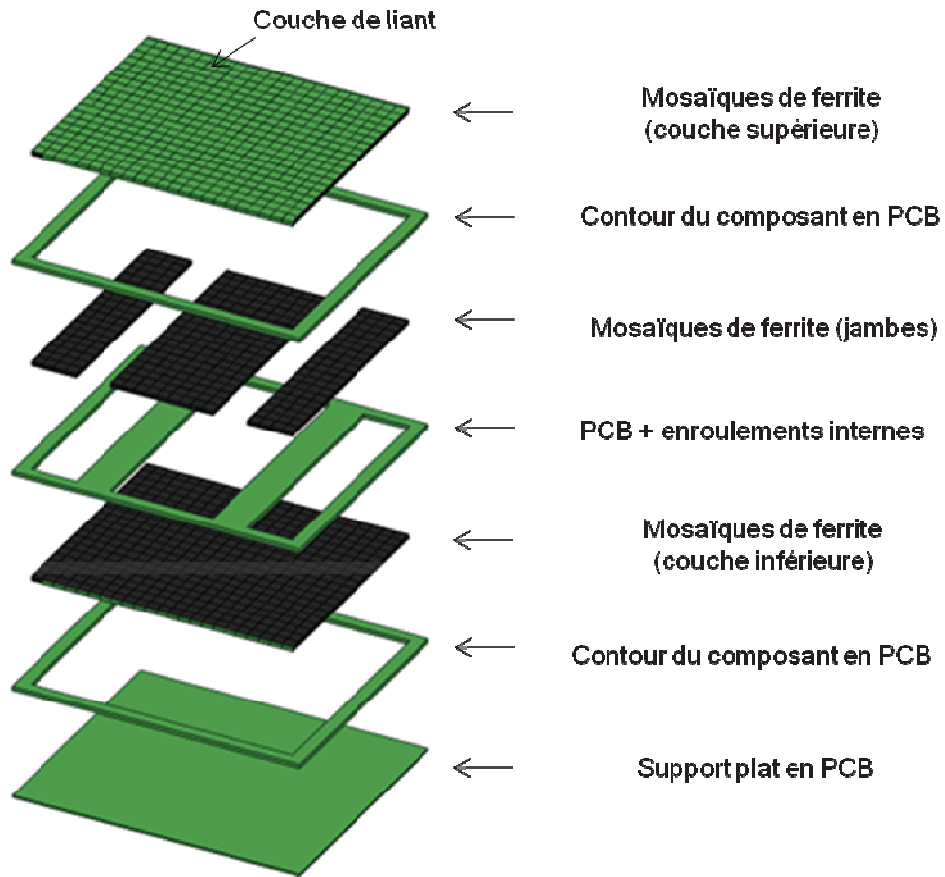 Couche de liant
Mosaïques de ferrite
(couche supérieure)
Contour du composant en PCB
Mosaïques de ferrite (jambes)
PCB + enroulements internes
Mosaïques de ferrite
(couche inférieure)
Contour du composant en PCB
Support plat en PCB